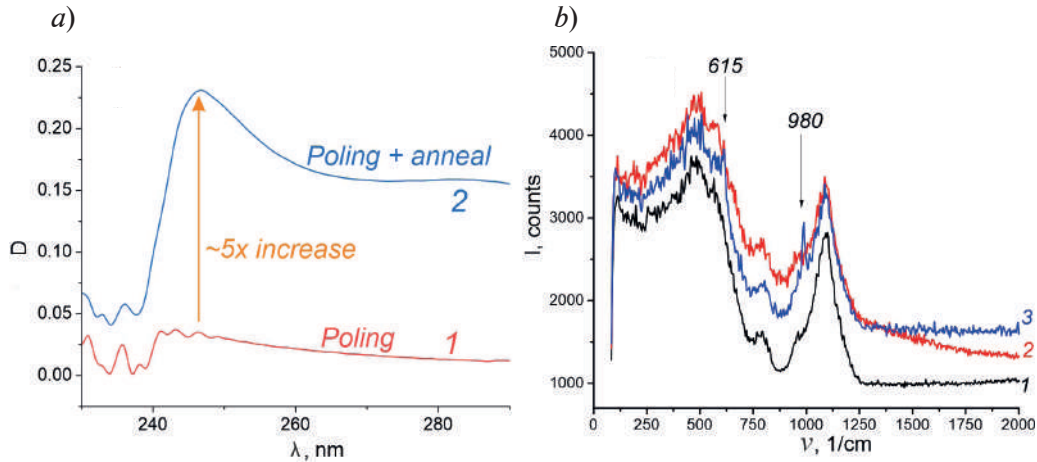 a)
0.25
0.20
0.15
0.10
0.05
0.00
D
240 260 280
λ, nm
Poling + anneal
2
~5x increase
Poling 1
b)
5000
4000
3000
2000
1000
I, counts
615
980
3
2
1
0 250 500 750 1000 1250 1500 1750 2000
ν, 1/cm